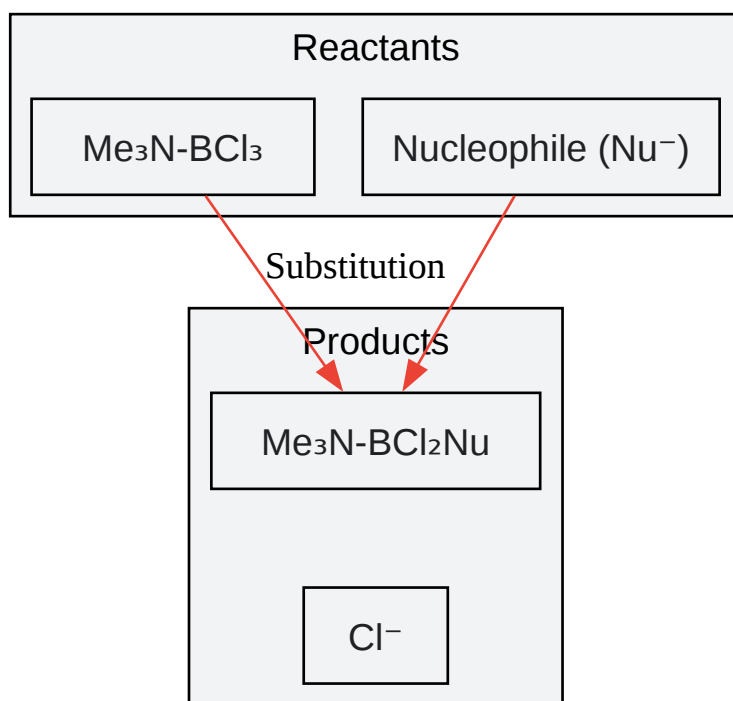 Reactants
Me₃N-BCl₃
Nucleophile (Nu⁻)
Substitution
Products
Me₃N-BCl₂Nu
Cl⁻